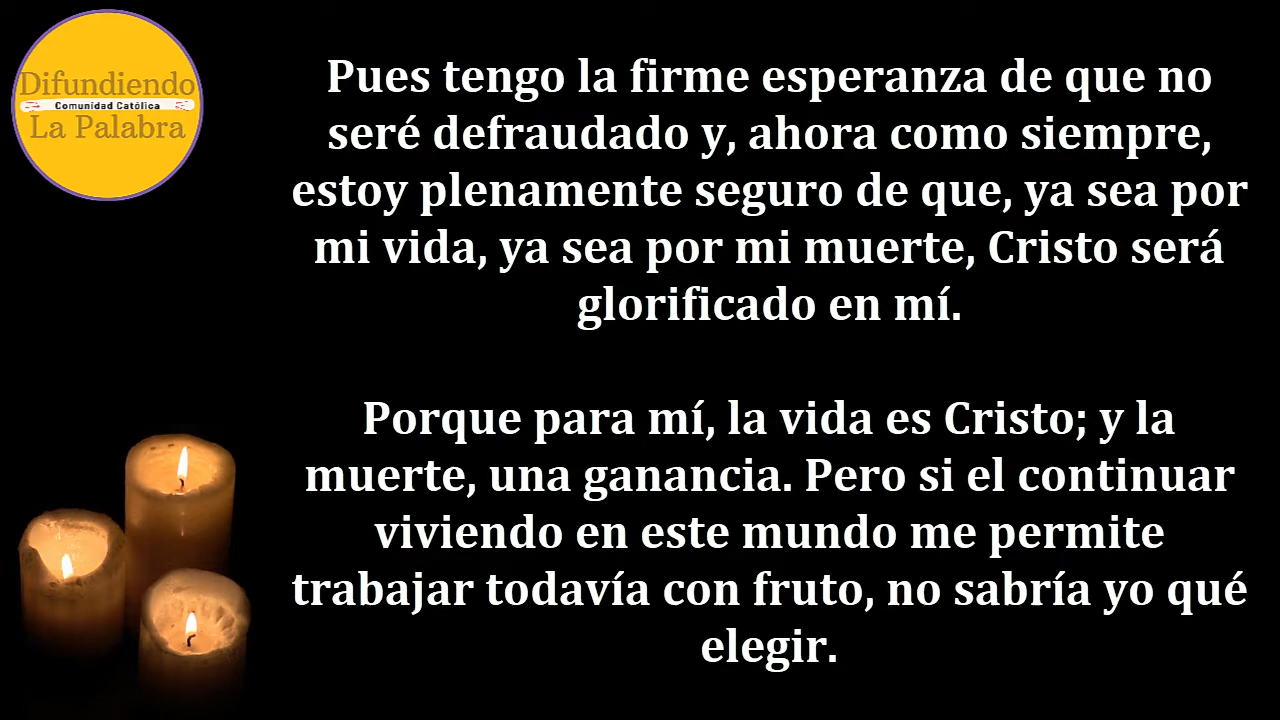 Difundiendo
Comunidad Católica
La Palabra
Pues tengo la firme esperanza de que no
seré defraudado y, ahora como siempre,
estoy plenamente seguro de que, ya sea por
mi vida, ya sea por mi muerte, Cristo será
glorificado en mí.
Porque para mí, la vida es Cristo; y la
muerte, una ganancia. Pero si el continuar
viviendo en este mundo me permite
trabajar todavía con fruto, no sabría yo qué
elegir.